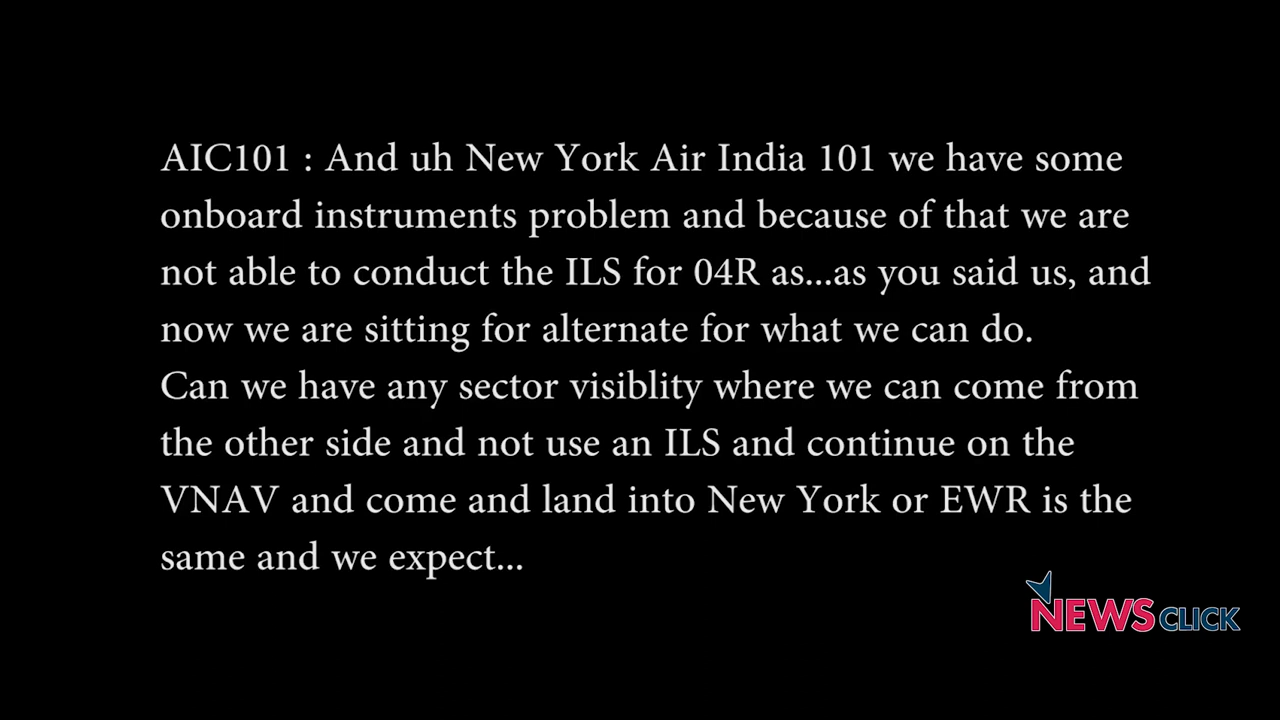 AIC101 : And uh New York Air India 101 we have some
onboard instruments problem and because of that we are
not able to conduct the ILS for 04R as...as you said us, and
now we are sitting for alternate for what we can do.
Can we have any sector visiblity where we can come from
the other side and not use an ILS and continue on the
VNAV and come and land into New York or EWR is the
same and we expect...
NEWSCLICK